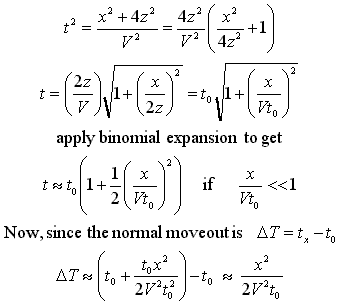 t² = (x² + 4z²)/V² = (4z²/V²)(x²/4z² + 1)
t = (2z/V)√(1+(x/2z)²) = t₀√(1+(x/Vt₀)²)
apply binomial expansion to get
t ≈ t₀(1+(1/2)(x/Vt₀)²) if x/Vt₀ <<1
Now, since the normal moveout is ΔT = tₓ − t₀
ΔT ≈ (t₀ + t₀x²/2V²t₀²) − t₀ ≈ x²/2V²t₀